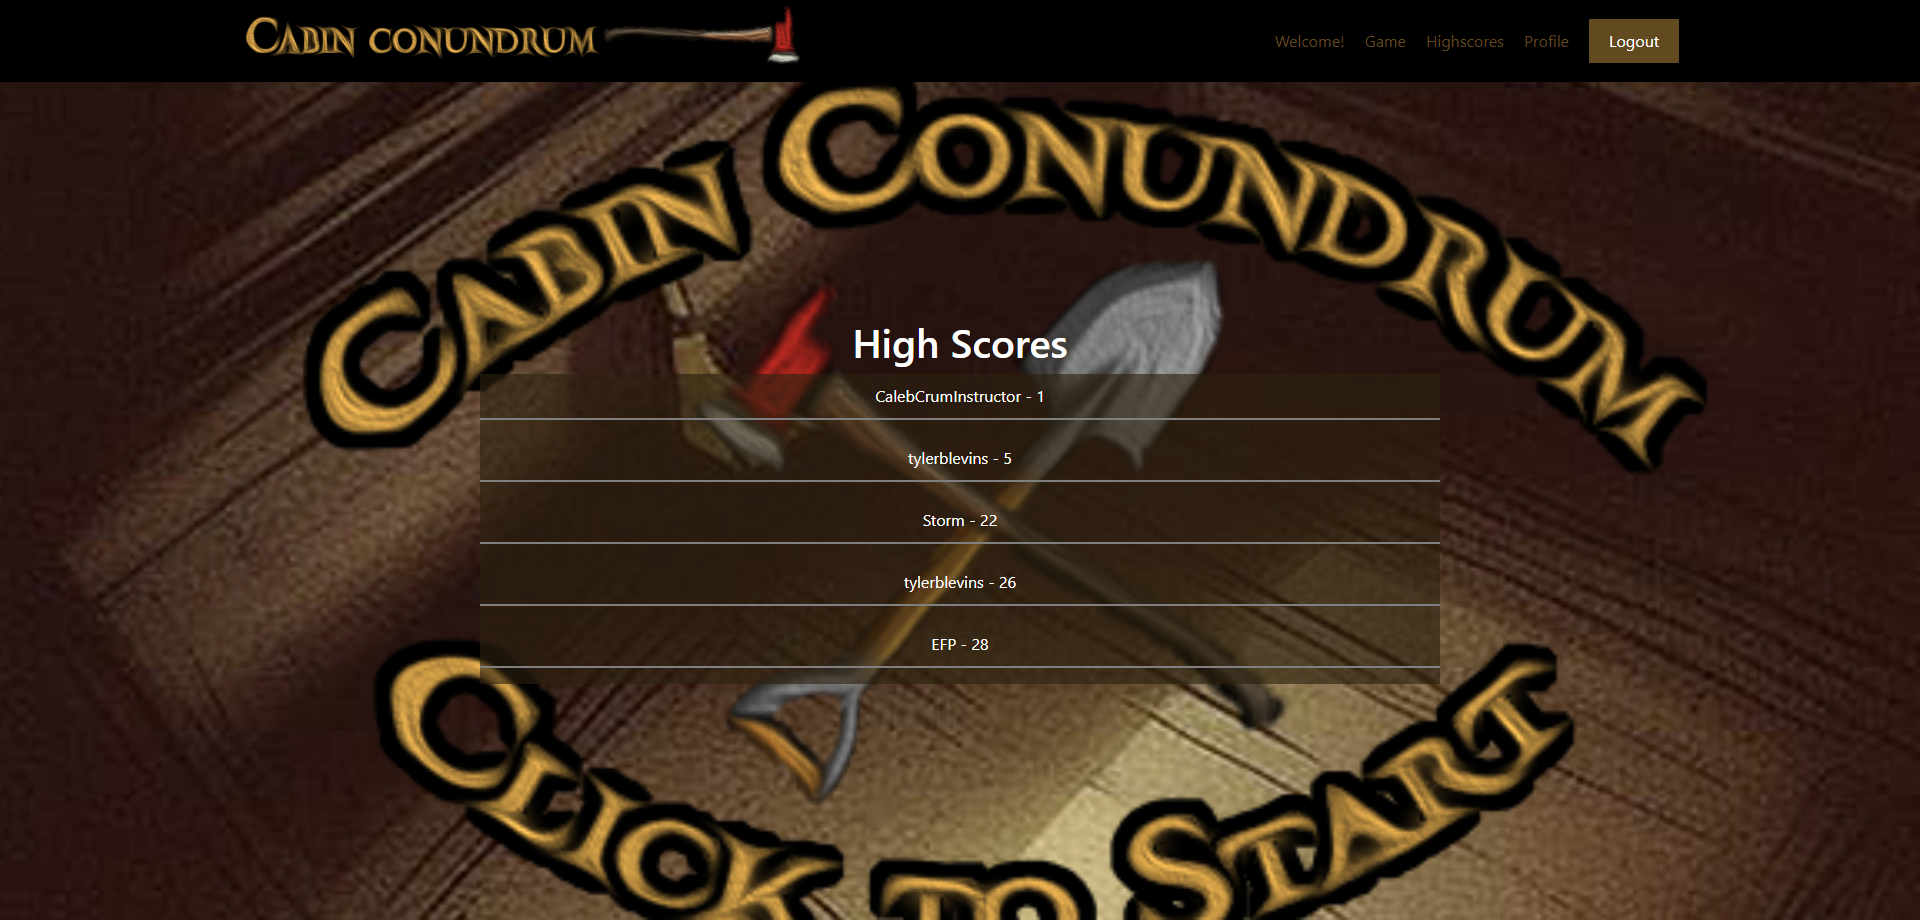 CABIN CONUNDRUM
Welcome! Game Highscores Profile Logout
CABIN CONUNDRUM
High Scores
CalebCrumInstructor - 1
tylerblevins - 5
Storm - 22
tylerblevins - 26
EFP - 28
CLICK TO START